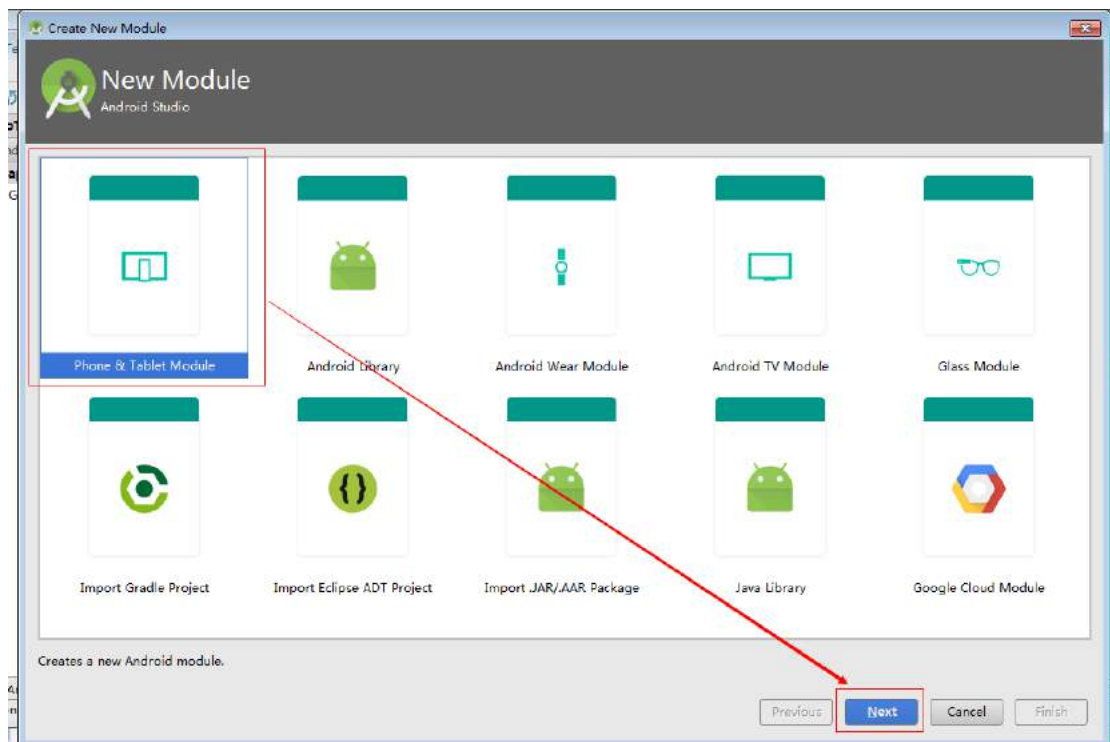 Create New Module
New Module
Android Studio
Phone & Tablet Module
Android Library
Android Wear Module
Android TV Module
Glass Module
Import Gradle Project
Import Eclipse ADT Project
Import .JAR/.AAR Package
Java Library
Google Cloud Module
Creates a new Android module.
Previous
Next
Cancel
Finish